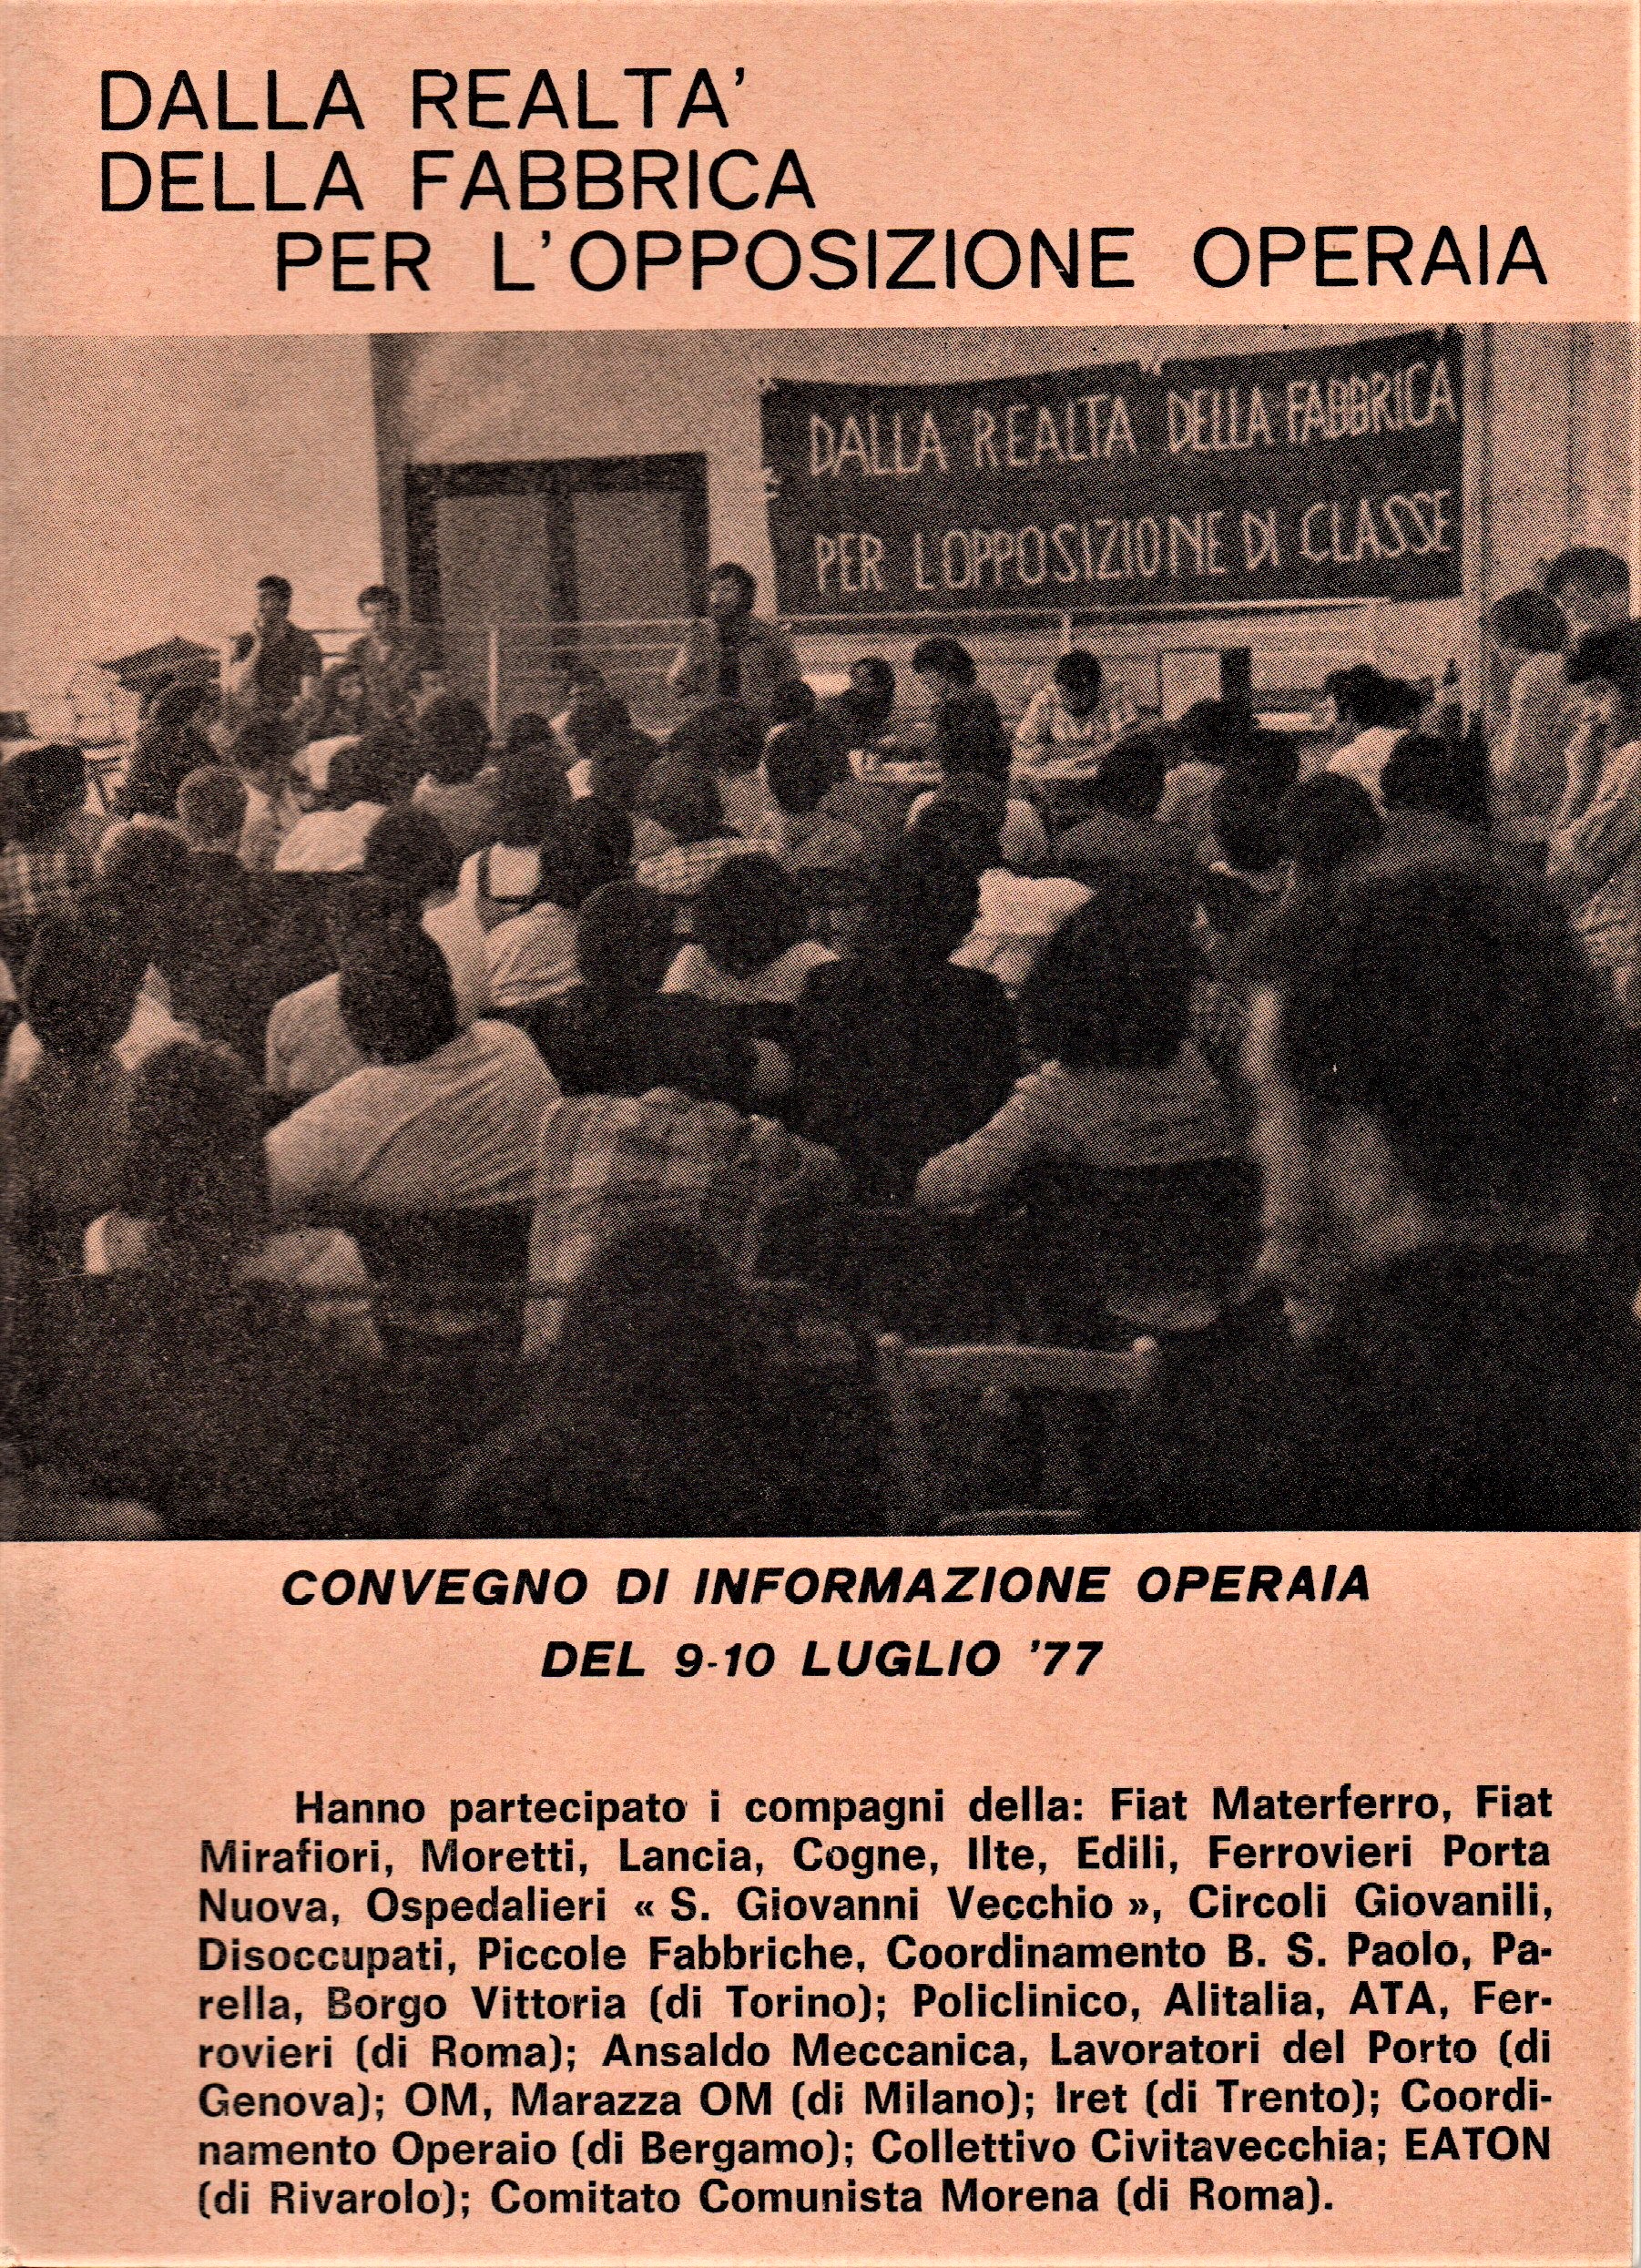 DALLA REALTA'
DELLA FABBRICA
PER L'OPPOSIZIONE OPERAIA
DALLA REALTA DELLA FABBRICA
PER L'OPPOSIZIONE DI CLASSE
CONVEGNO DI INFORMAZIONE OPERAIA
DEL 9-10 LUGLIO '77
Hanno partecipato i compagni della: Fiat Materferro, Fiat
Mirafiori, Moretti, Lancia, Cogne, Ilte, Edili, Ferrovieri Porta
Nuova, Ospedalieri « S. Giovanni Vecchio », Circoli Giovanili,
Disoccupati, Piccole Fabbriche, Coordinamento B. S. Paolo, Pa-
rella, Borgo Vittoria (di Torino); Policlinico, Alitalia, ATA, Fer-
rovieri (di Roma); Ansaldo Meccanica, Lavoratori del Porto (di
Genova); OM, Marazza OM (di Milano); Iret (di Trento); Coordi-
namento Operaio (di Bergamo); Collettivo Civitavecchia; EATON
(di Rivarolo); Comitato Comunista Morena (di Roma).